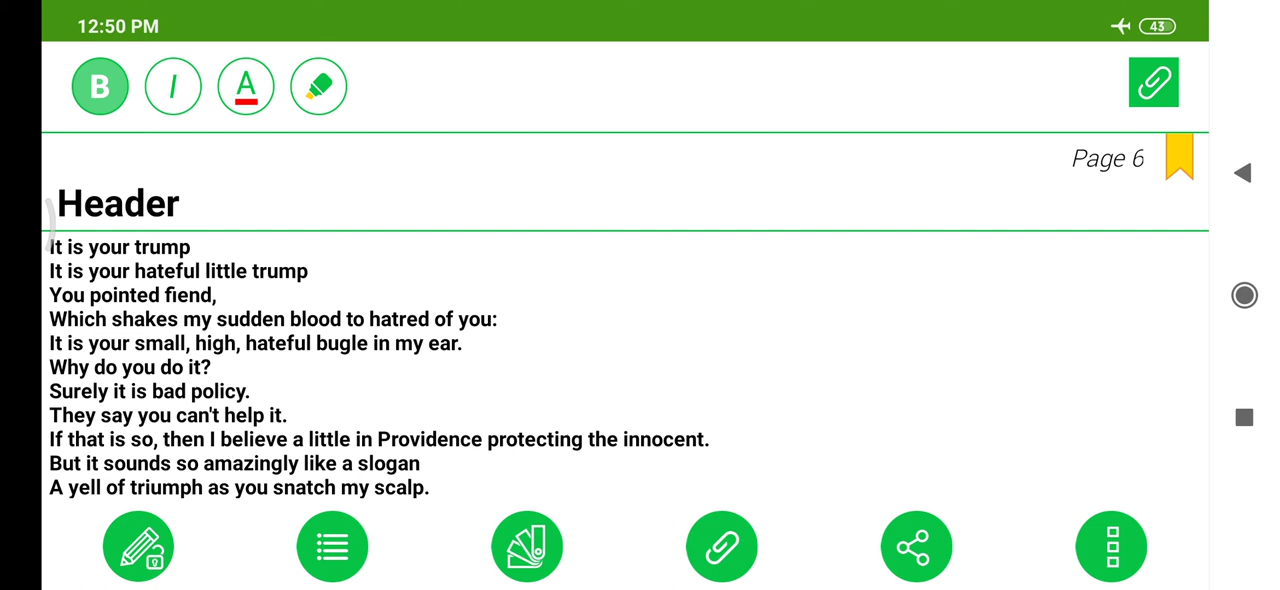 12:50 PM
43
B I A
Page 6
Header
It is your trump
It is your hateful little trump
You pointed fiend,
Which shakes my sudden blood to hatred of you:
It is your small, high, hateful bugle in my ear.
Why do you do it?
Surely it is bad policy.
They say you can't help it.
If that is so, then I believe a little in Providence protecting the innocent.
But it sounds so amazingly like a slogan
A yell of triumph as you snatch my scalp.